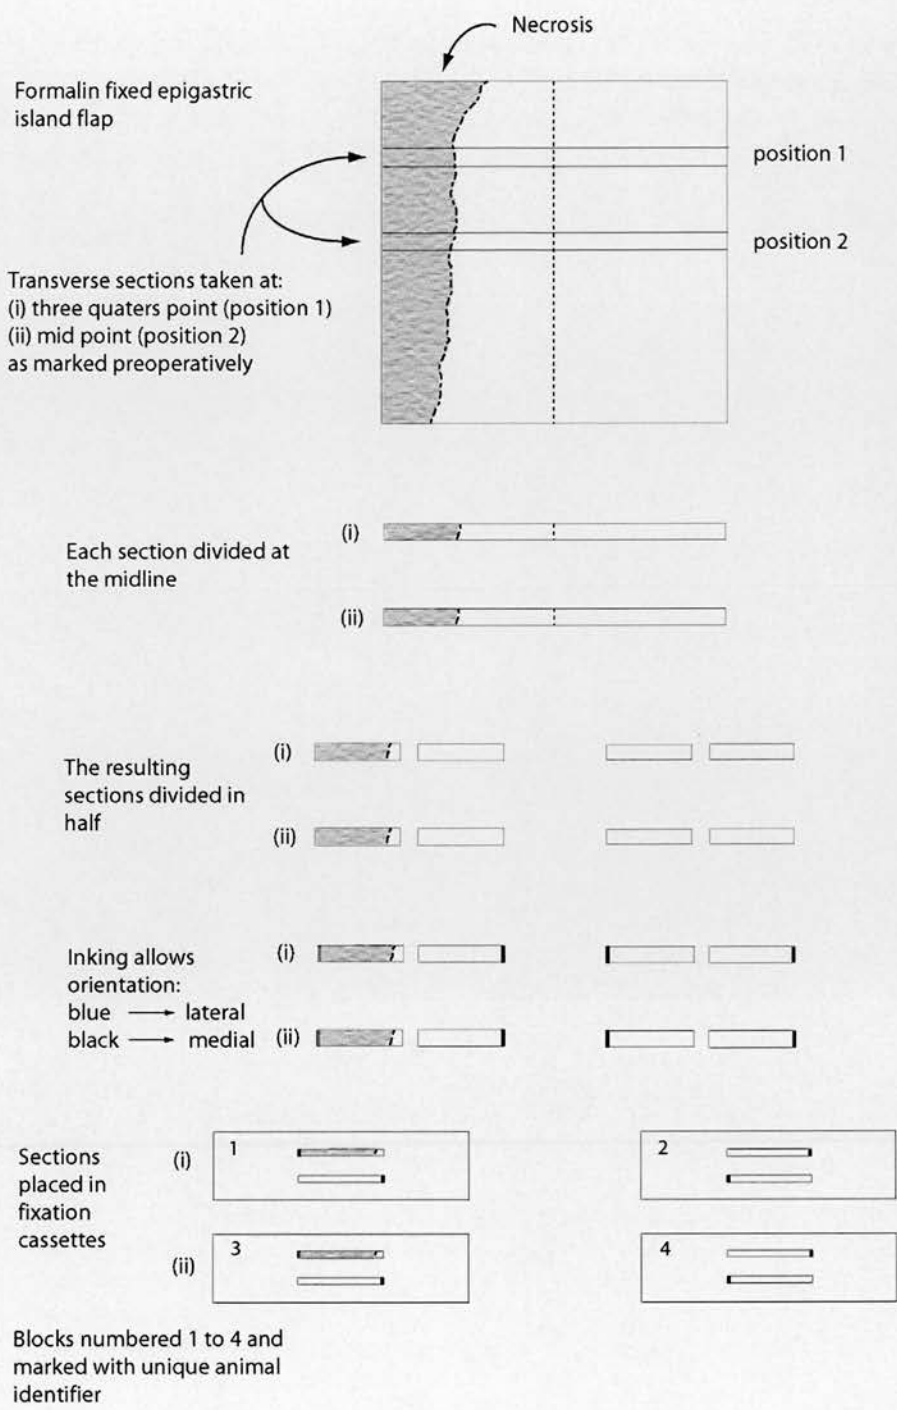 Necrosis
Formalin fixed epigastric
island flap
position 1
position 2
Transverse sections taken at:
(i) three quaters point (position 1)
(ii) mid point (position 2)
as marked preoperatively
(i)
Each section divided at
the midline
(ii)
(i)
The resulting
sections divided in
half
(ii)
Inking allows
orientation:
blue → lateral
black → medial
(i)
(ii)
Sections
placed in
fixation
cassettes
(i)
1
2
(ii)
3
4
Blocks numbered 1 to 4 and
marked with unique animal
identifier